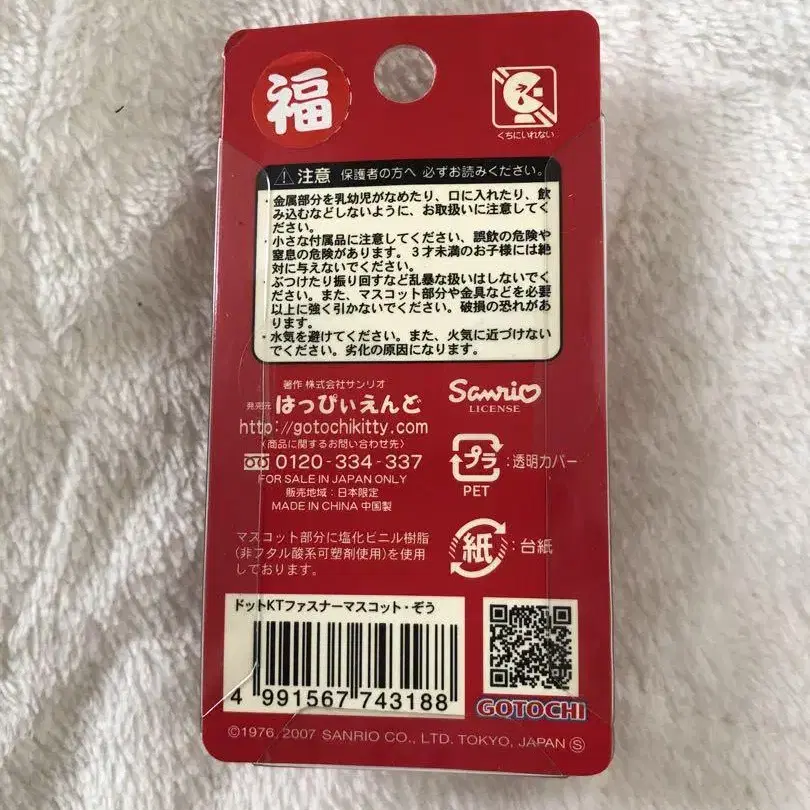 福
くちにいれない
⚠注意 保護者の方へ 必ずお読みください。
・金属部分を乳幼児がなめたり、口に入れたり、飲
み込むなどしないように、お取扱いに注意してく
ださい。
・小さな付属品に注意してください、誤飲の危険や
窒息の危険があります。3才未満のお子様には絶
対に与えないでください。
・ぶつけたり振り回すなど乱暴な扱いはしないでく
ださい。また、マスコット部分や金具などを必要
以上に強く引かないでください。破損の恐れがあ
ります。
・水気を避けてください。また、火気に近づけない
でください。劣化の原因になります。
著作 株式会社サンリオ
発売元 はっぴぃえんど
http://gotochikitty.com
〈商品に関するお問い合わせ先〉
0120-334-337
FOR SALE IN JAPAN ONLY
販売地域:日本限定
MADE IN CHINA 中国製
Sanrio
LICENSE
プラ:透明カバー
PET
紙:台紙
マスコット部分に塩化ビニル樹脂
(非フタル酸系可塑剤使用)を使用
しております。
ドットKTファスナーマスコット・ぞう
4 991567 743188
GOTOCHI
©1976, 2007 SANRIO CO., LTD. TOKYO, JAPAN Ⓢ